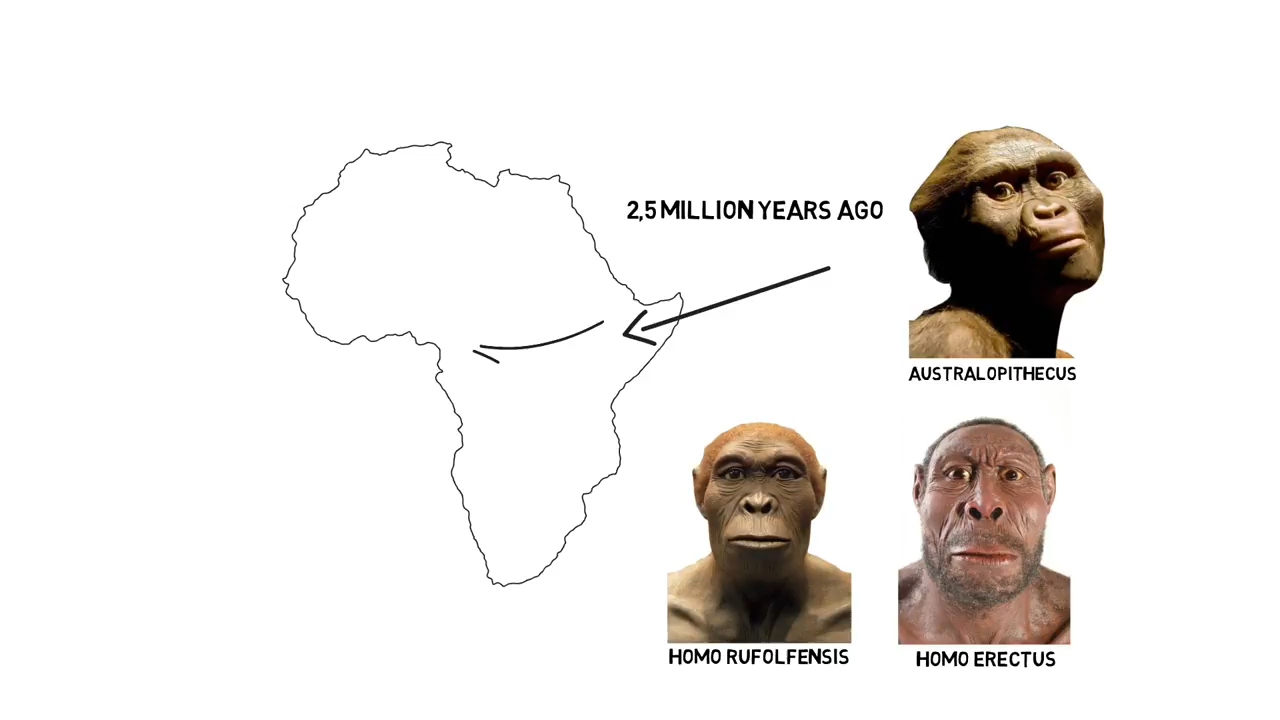 2,5 MILLION YEARS AGO
AUSTRALOPITHECUS
HOMO RUFOLFENSIS
HOMO ERECTUS